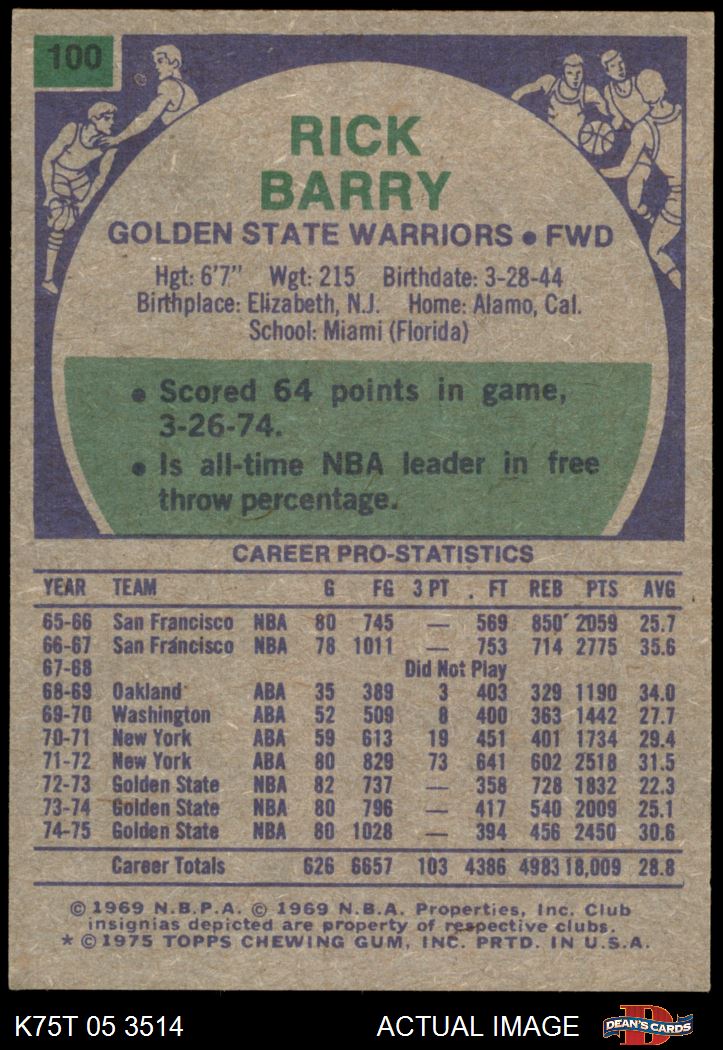 100
RICK
BARRY
GOLDEN STATE WARRIORS • FWD
Hgt: 6'7" Wgt: 215 Birthdate: 3-28-44
Birthplace: Elizabeth, N.J. Home: Alamo, Cal.
School: Miami (Florida)
• Scored 64 points in game,
3-26-74.
• Is all-time NBA leader in free
throw percentage.
CAREER PRO-STATISTICS
YEAR TEAM G FG 3 PT . FT REB PTS AVG
65-66 San Francisco NBA 80 745 — 569 850 2059 25.7
66-67 San Francisco NBA 78 1011 — 753 714 2775 35.6
67-68 Did Not Play
68-69 Oakland ABA 35 389 3 403 329 1190 34.0
69-70 Washington ABA 52 509 8 400 363 1442 27.7
70-71 New York ABA 59 613 19 451 401 1734 29.4
71-72 New York ABA 80 829 73 641 602 2518 31.5
72-73 Golden State NBA 82 737 — 358 728 1832 22.3
73-74 Golden State NBA 80 796 — 417 540 2009 25.1
74-75 Golden State NBA 80 1028 — 394 456 2450 30.6
Career Totals 626 6657 103 4386 4983 18,009 28.8
© 1969 N.B.P.A. © 1969 N.B.A. Properties, Inc. Club
insignias depicted are property of respective clubs.
* © 1975 TOPPS CHEWING GUM, INC. PRTD. IN U.S.A.
K75T 05 3514 ACTUAL IMAGE D DEAN'S CARDS